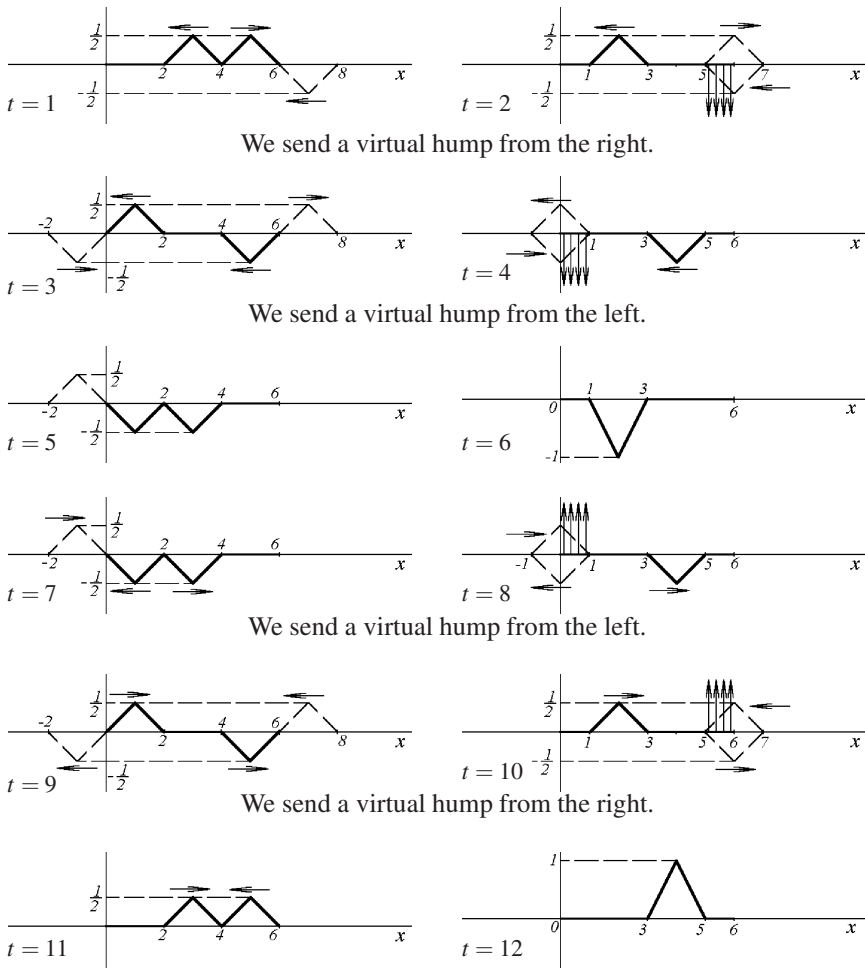 1/2 2 4 6 8 x
-1/2
t = 1
1/2 1 3 5 7 x
-1/2
t = 2
We send a virtual hump from the right.
-2 1/2 2 4 6 8 x
-1/2
t = 3
1 3 5 6 x
t = 4
We send a virtual hump from the left.
1/2 2 4 6
-2 x
-1/2
t = 5
1 3
0 6 x
-1
t = 6
1/2 2 4 6
-2 x
-1/2
t = 7
-1 1 3 5 6 x
t = 8
We send a virtual hump from the left.
-2 1/2 2 4 6 8 x
-1/2
t = 9
1/2 1 3 5 6 7 x
-1/2
t = 10
We send a virtual hump from the right.
1/2
2 4 6 x
t = 11
1
0 3 5 6 x
t = 12